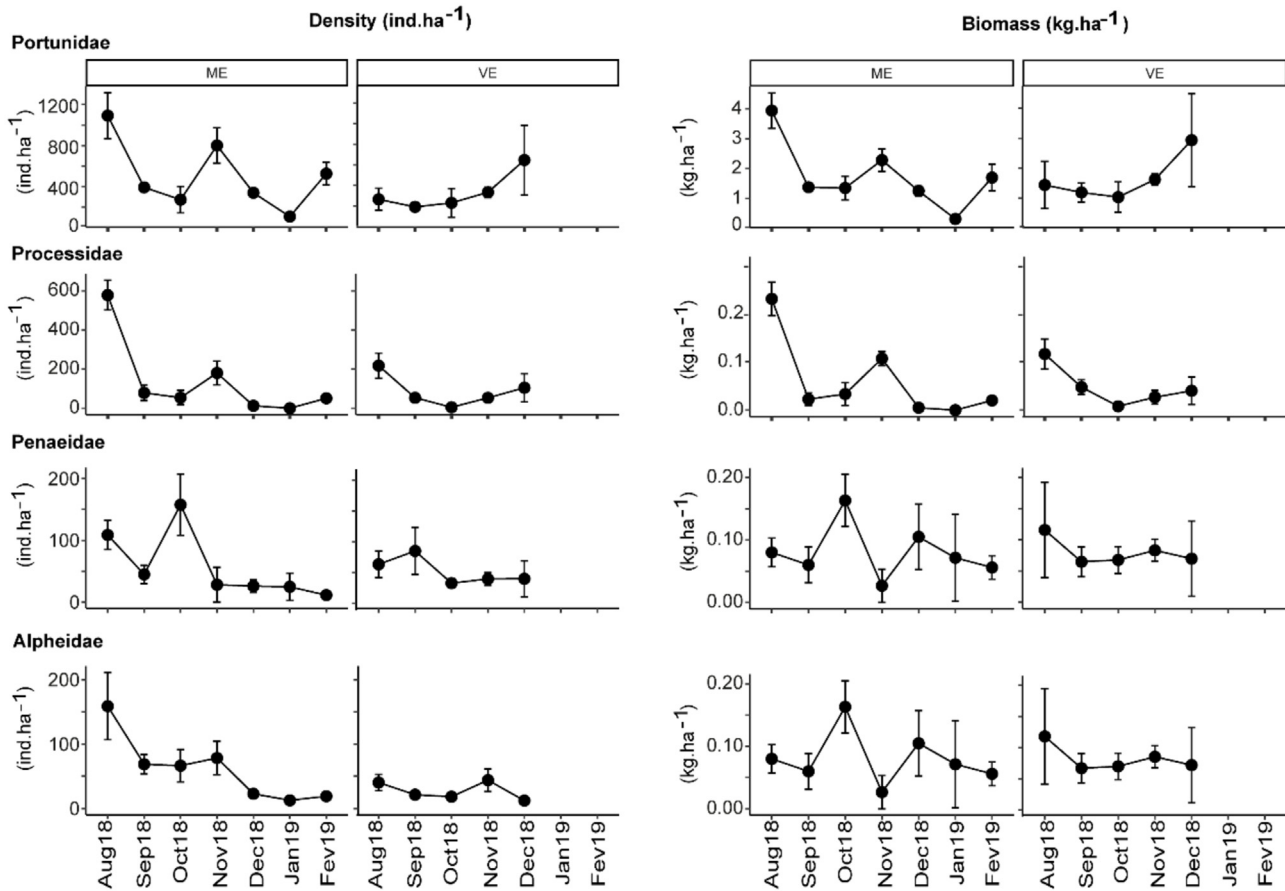 Density (ind.ha⁻¹)
Biomass (kg.ha⁻¹)
Portunidae
ME
VE
ME
VE
(ind.ha⁻¹)
1200
800
400
0
(kg.ha⁻¹)
4
3
2
1
0
Processidae
(ind.ha⁻¹)
600
400
200
0
(kg.ha⁻¹)
0.2
0.1
0.0
Penaeidae
(ind.ha⁻¹)
200
100
0
(kg.ha⁻¹)
0.20
0.10
0.00
Alpheidae
(ind.ha⁻¹)
200
100
0
(kg.ha⁻¹)
0.20
0.10
0.00
Aug18
Sep18
Oct18
Nov18
Dec18
Jan19
Fev19
Aug18
Sep18
Oct18
Nov18
Dec18
Jan19
Fev19
Aug18
Sep18
Oct18
Nov18
Dec18
Jan19
Fev19
Aug18
Sep18
Oct18
Nov18
Dec18
Jan19
Fev19